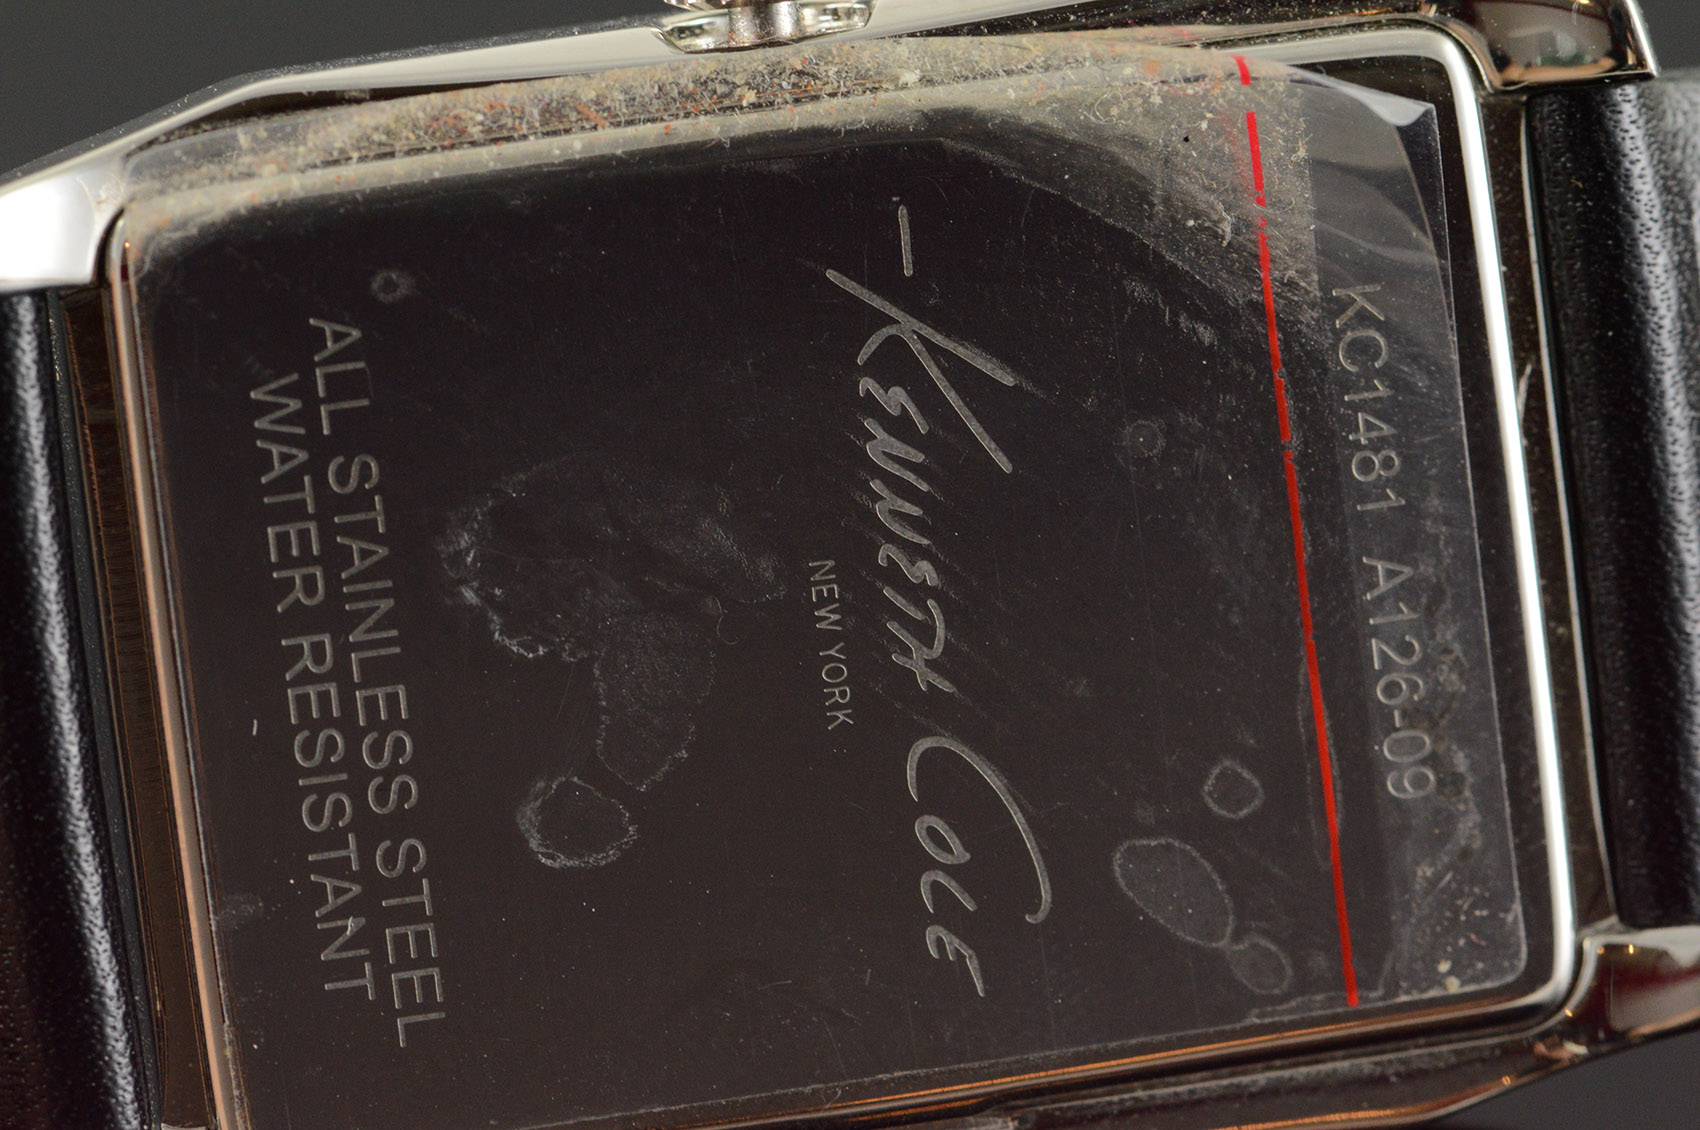 KC1481 A126-09
Kenneth Cole
NEW YORK
ALL STAINLESS STEEL
WATER RESISTANT